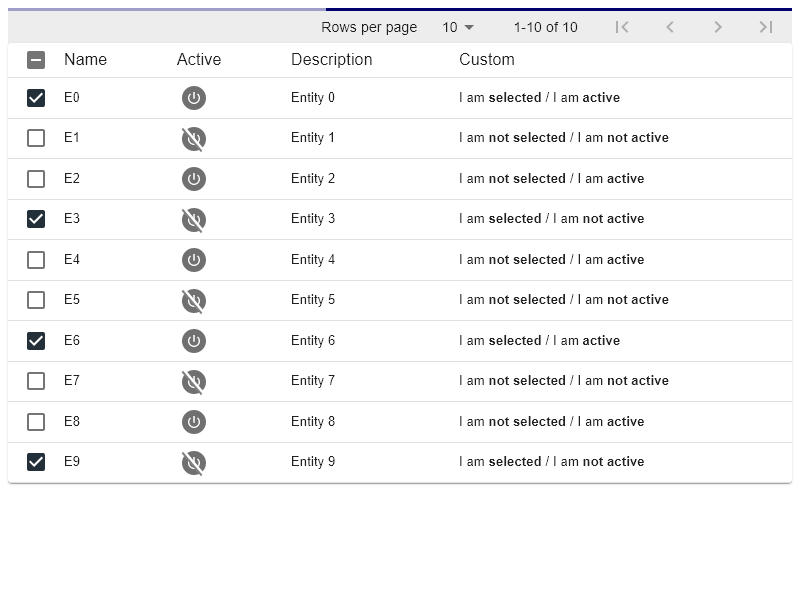 Rows per page 10 1-10 of 10
Name Active Description Custom
E0 Entity 0 I am selected / I am active
E1 Entity 1 I am not selected / I am not active
E2 Entity 2 I am not selected / I am active
E3 Entity 3 I am selected / I am not active
E4 Entity 4 I am not selected / I am active
E5 Entity 5 I am not selected / I am not active
E6 Entity 6 I am selected / I am active
E7 Entity 7 I am not selected / I am not active
E8 Entity 8 I am not selected / I am active
E9 Entity 9 I am selected / I am not active